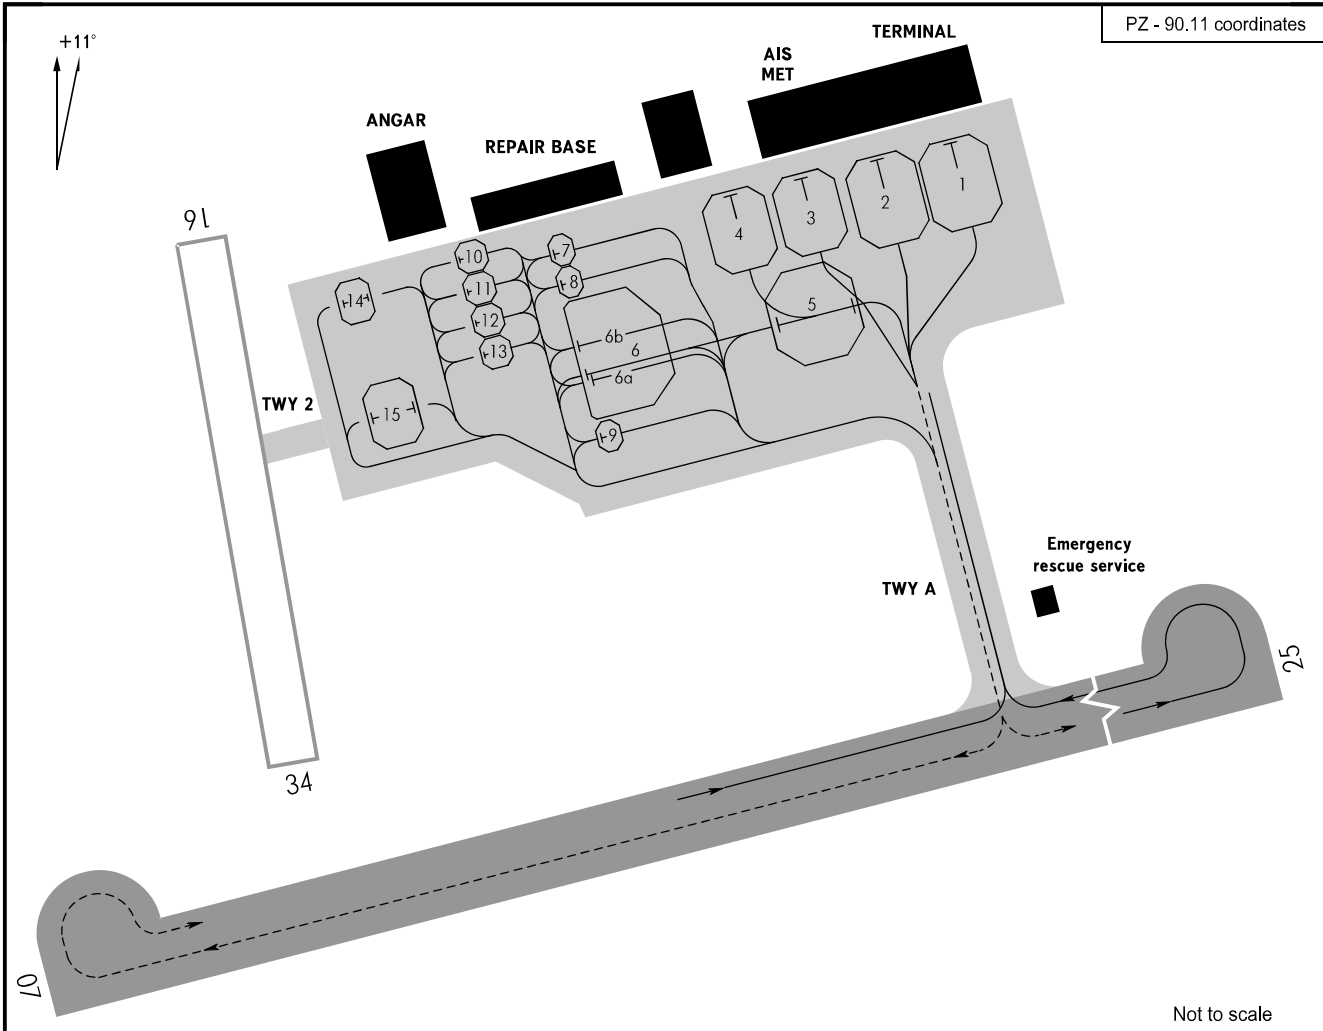 PZ - 90.11 coordinates
+11°
TERMINAL
AIS
MET
ANGAR
REPAIR BASE
1
2
3
4
5
16
10
7
11
8
14
12
6b
6
13
6a
15
9
TWY 2
Emergency
rescue service
TWY A
25
34
07
Not to scale